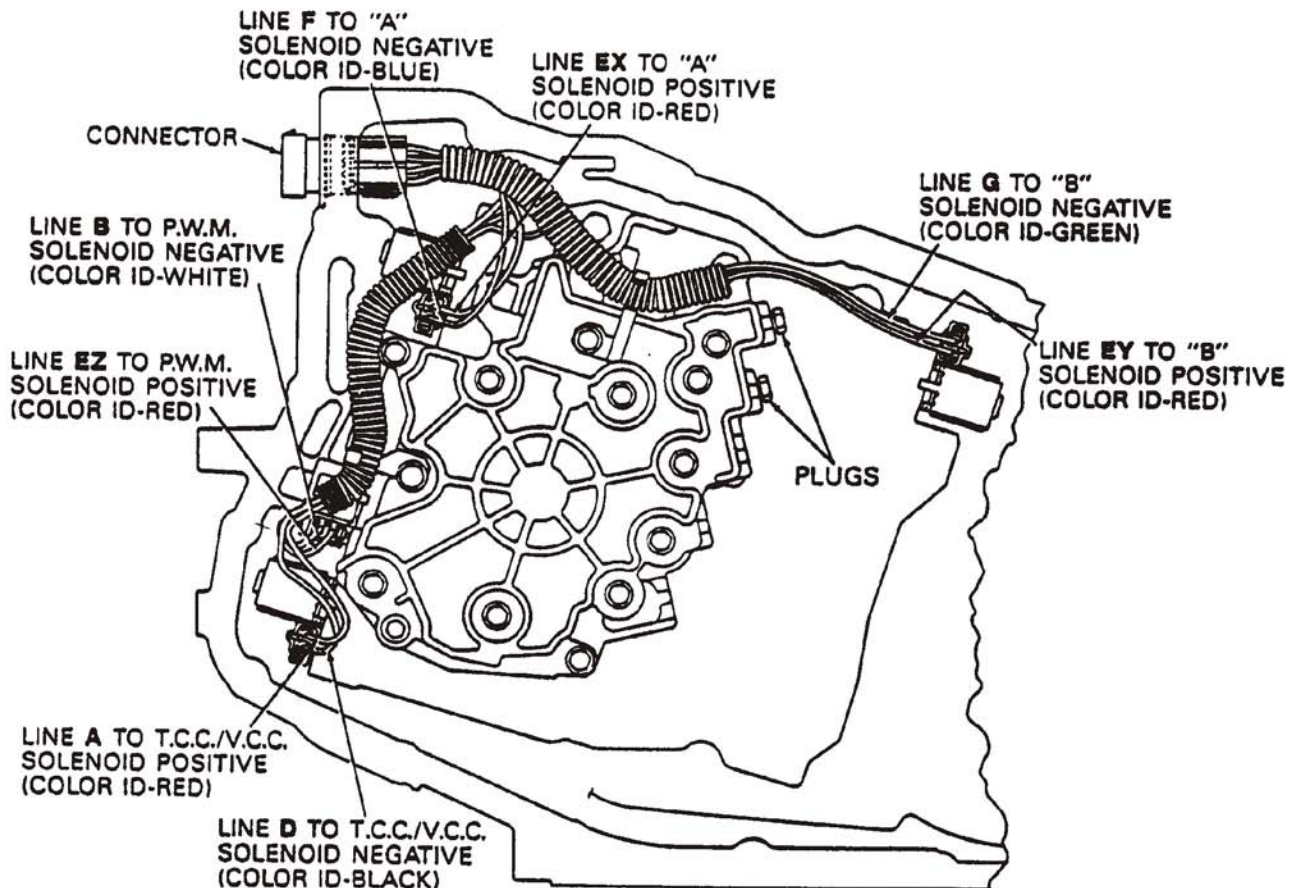 LINE F TO "A"
SOLENOID NEGATIVE
(COLOR ID-BLUE)
LINE EX TO "A"
SOLENOID POSITIVE
(COLOR ID-RED)
CONNECTOR
LINE G TO "B"
SOLENOID NEGATIVE
(COLOR ID-GREEN)
LINE B TO P.W.M.
SOLENOID NEGATIVE
(COLOR ID-WHITE)
LINE EZ TO P.W.M.
SOLENOID POSITIVE
(COLOR ID-RED)
LINE EY TO "B"
SOLENOID POSITIVE
(COLOR ID-RED)
PLUGS
LINE A TO T.C.C./V.C.C.
SOLENOID POSITIVE
(COLOR ID-RED)
LINE D TO T.C.C./V.C.C.
SOLENOID NEGATIVE
(COLOR ID-BLACK)